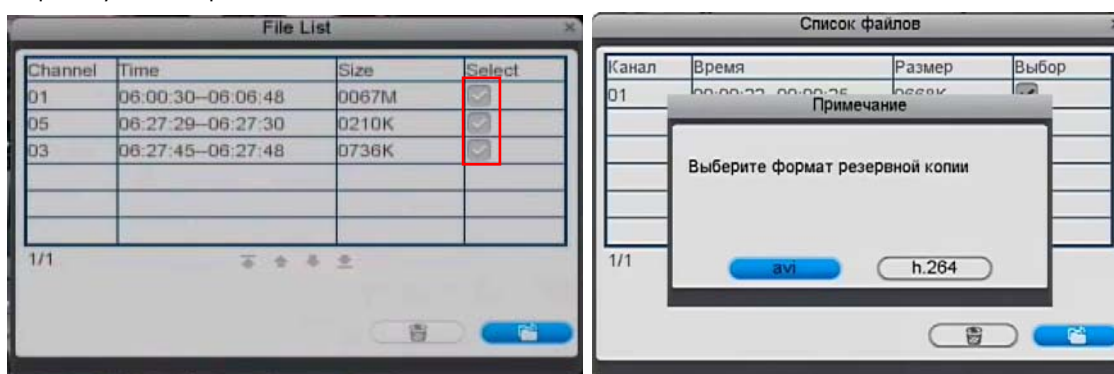 File List
Channel Time Size Select
01 06:00:30--06:06:48 0067M
05 06:27:29--06:27:30 0210K
03 06:27:45--06:27:48 0736K
1/1
Список файлов
Канал Время Размер Выбор
01
Примечание
Выберите формат резервной копии
avi h.264
1/1